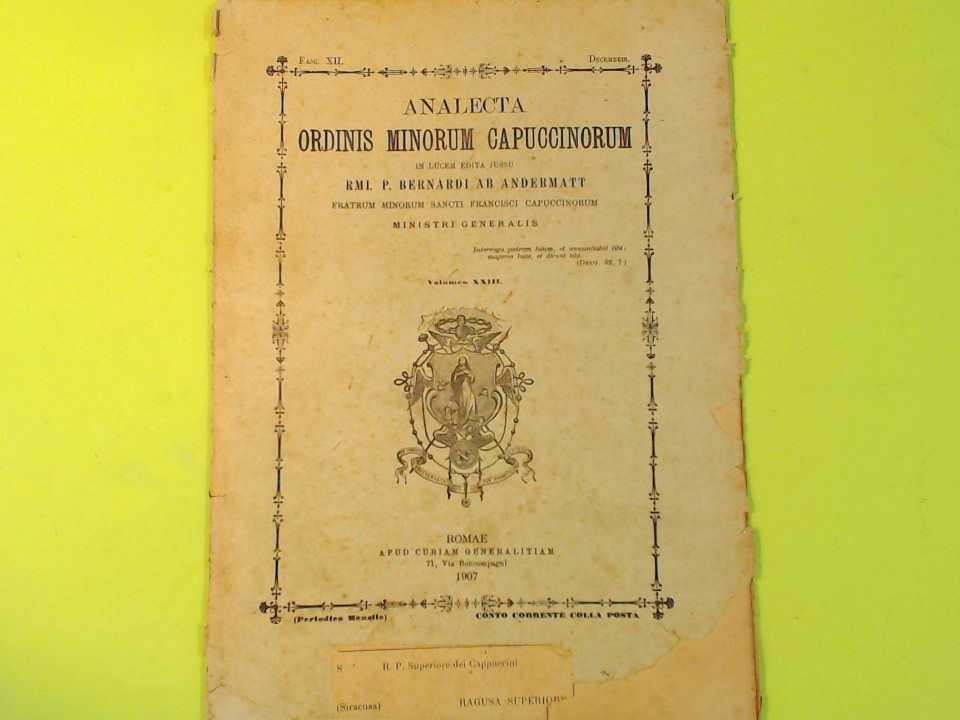 Fasc. XII. Decembris.
ANALECTA
ORDINIS MINORUM CAPUCCINORUM
IN LUCEM EDITA JUSSU
RMI. P. BERNARDI AB ANDERMATT
FRATRUM MINORUM SANCTI FRANCISCI CAPUCCINORUM
MINISTRI GENERALIS
Interroga patrem tuum, et annuntiabit tibi;
majores tuos, et dicent tibi
(Deut. 32, 7)
Volumen XXIII.
ROMAE
APUD CURIAM GENERALITIAM
71, Via Boncompagni
1907
(Periodico Mensile) CONTO CORRENTE COLLA POSTA
S R. P. Superiore dei Cappuccini
(Siracusa) RAGUSA SUPERIORE